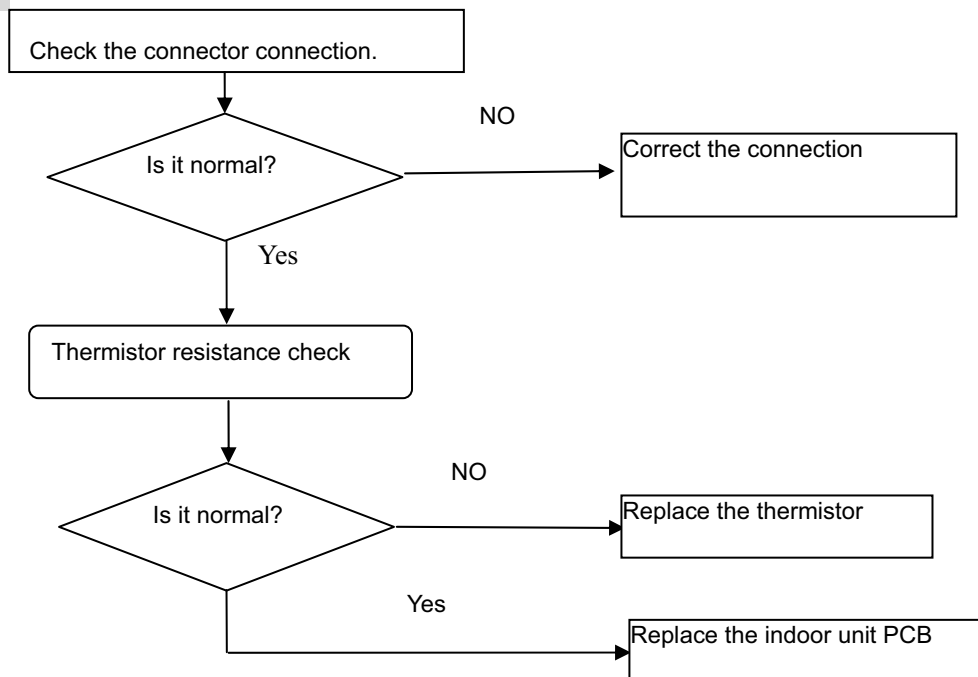 Check the connector connection.
NO
Is it normal?
Correct the connection
Yes
Thermistor resistance check
NO
Is it normal?
Replace the thermistor
Yes
Replace the indoor unit PCB